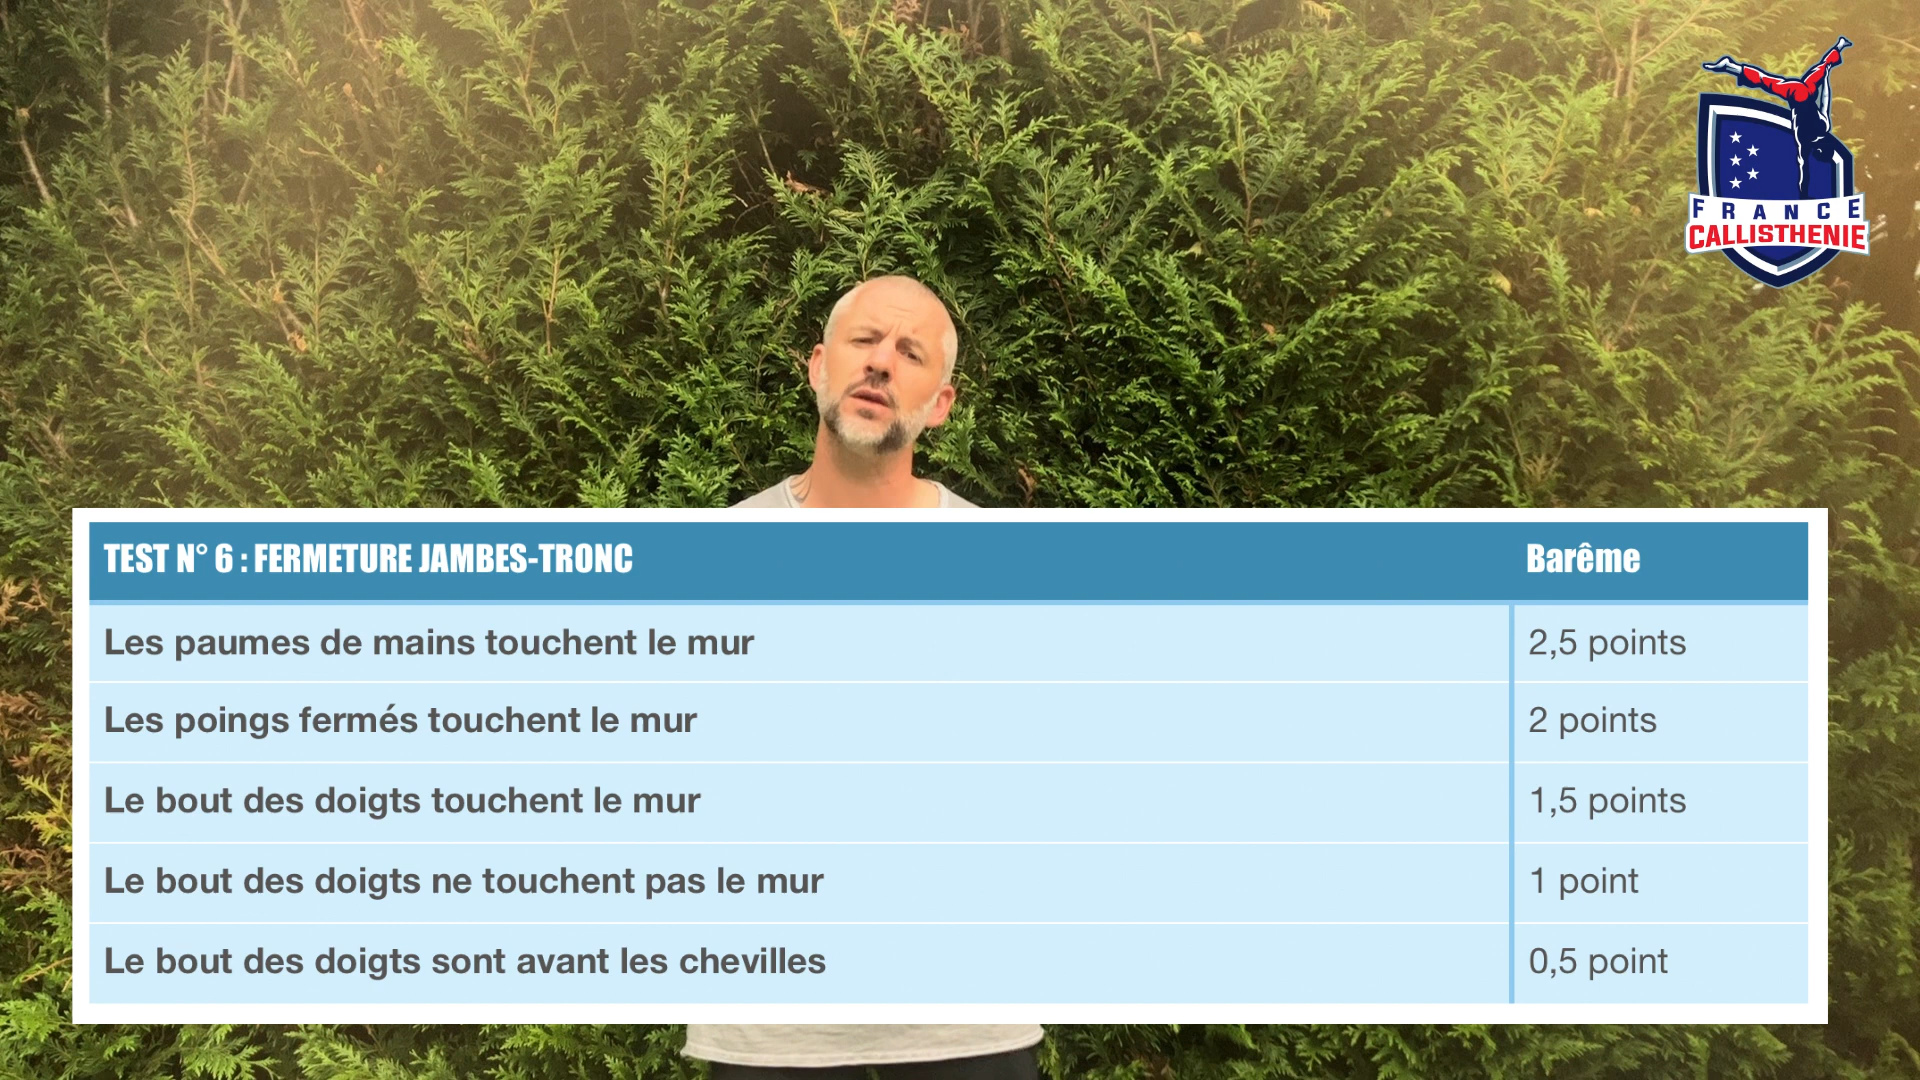 FRANCE
CALLISTHENIE
TEST N° 6 : FERMETURE JAMBES-TRONC Barême
Les paumes de mains touchent le mur 2,5 points
Les poings fermés touchent le mur 2 points
Le bout des doigts touchent le mur 1,5 points
Le bout des doigts ne touchent pas le mur 1 point
Le bout des doigts sont avant les chevilles 0,5 point